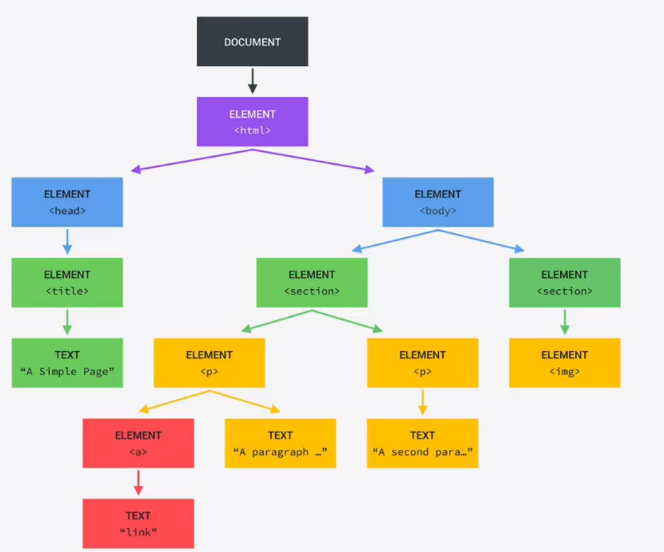 DOCUMENT
ELEMENT
<html>
ELEMENT
<head>
ELEMENT
<body>
ELEMENT
<title>
ELEMENT
<section>
ELEMENT
<section>
TEXT
“A Simple Page”
ELEMENT
<p>
ELEMENT
<p>
ELEMENT
<img>
ELEMENT
<a>
TEXT
“A paragraph …”
TEXT
“A second para…”
TEXT
“link”